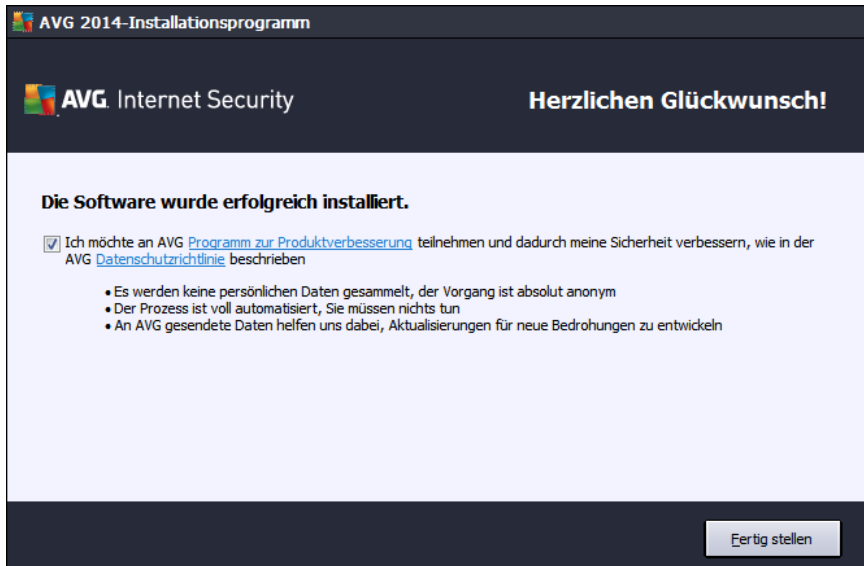 AVG 2014-Installationsprogramm
AVG. Internet Security
Herzlichen Glückwunsch!
Die Software wurde erfolgreich installiert.
Ich möchte an AVG Programm zur Produktverbesserung teilnehmen und dadurch meine Sicherheit verbessern, wie in der
AVG Datenschutzrichtlinie beschrieben
• Es werden keine persönlichen Daten gesammelt, der Vorgang ist absolut anonym
• Der Prozess ist voll automatisiert, Sie müssen nichts tun
• An AVG gesendete Daten helfen uns dabei, Aktualisierungen für neue Bedrohungen zu entwickeln
Fertig stellen